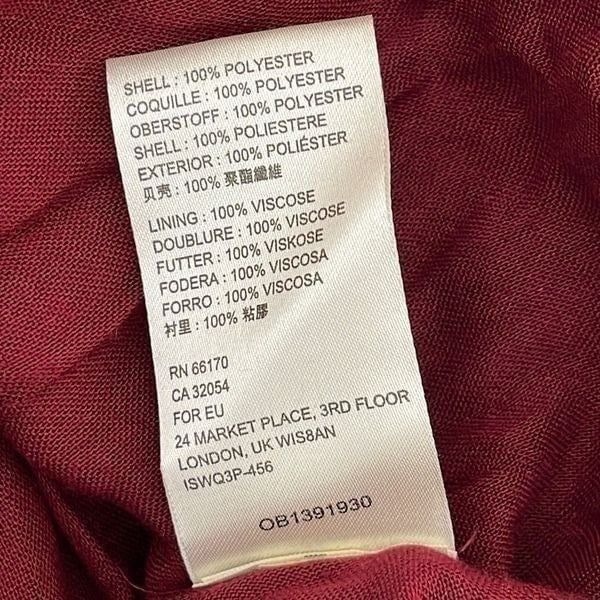 SHELL : 100% POLYESTER
COQUILLE : 100% POLYESTER
OBERSTOFF : 100% POLYESTER
SHELL : 100% POLIESTERE
EXTERIOR : 100% POLIÉSTER
贝壳 : 100% 聚酯纖維
LINING : 100% VISCOSE
DOUBLURE : 100% VISCOSE
FUTTER : 100% VISKOSE
FODERA : 100% VISCOSA
FORRO : 100% VISCOSA
衬里 : 100% 粘膠
RN 66170
CA 32054
FOR EU
24 MARKET PLACE, 3RD FLOOR
LONDON, UK WIS8AN
ISWQ3P-456
OB1391930